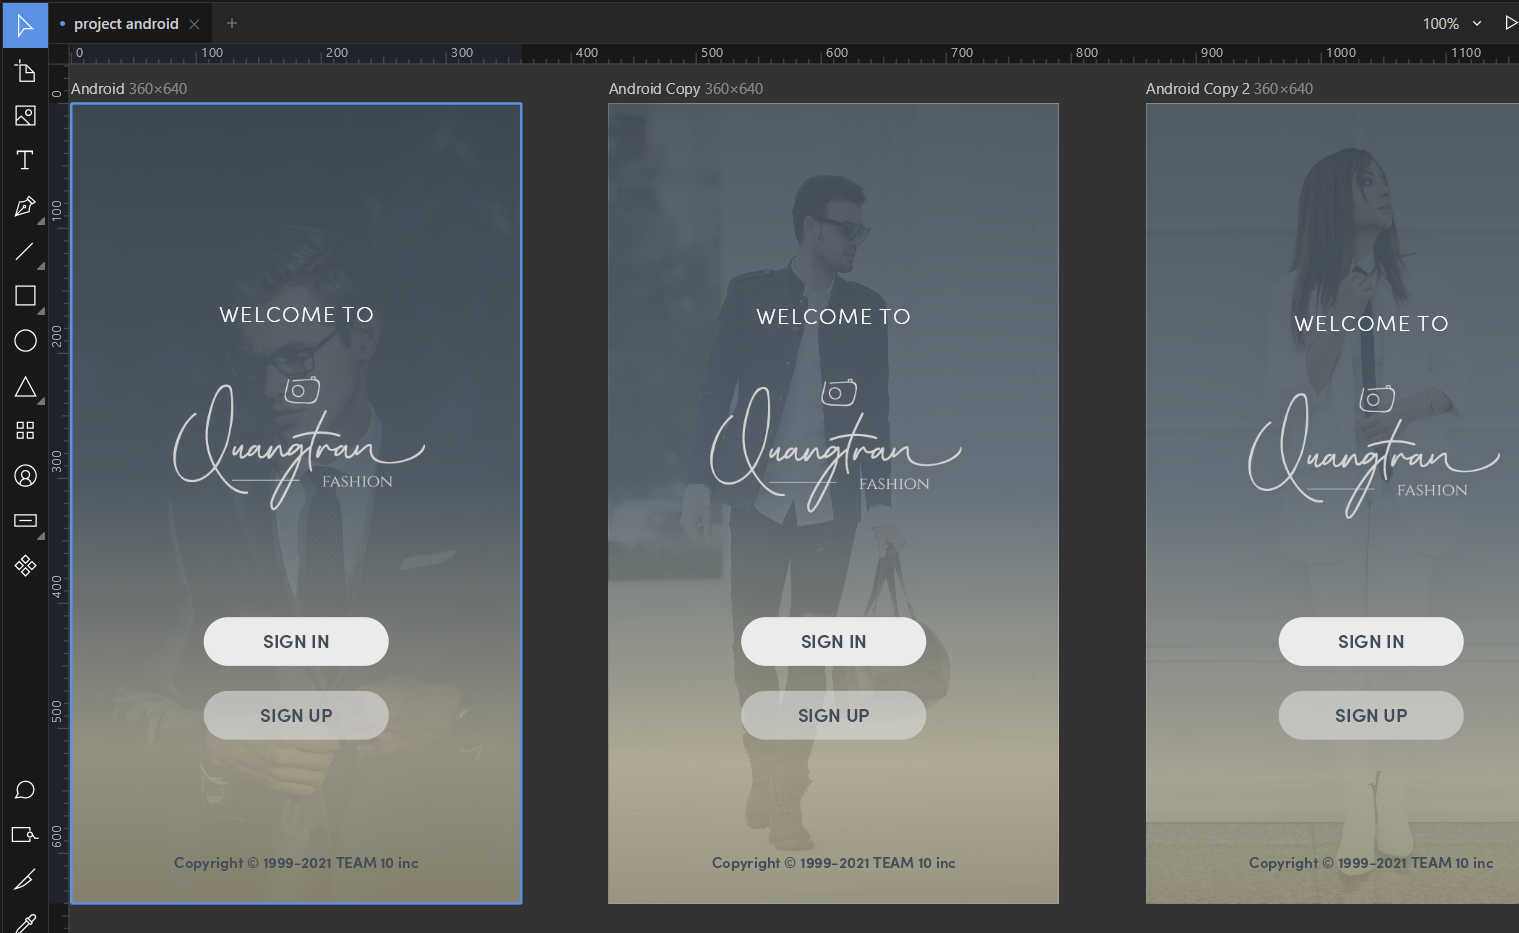 project android
100%
0 100 200 300 400 500 600 700 800 900 1000 1100
Android 360×640
Android Copy 360×640
Android Copy 2 360×640
0
100
200
300
400
500
600
WELCOME TO
Quangtran
FASHION
SIGN IN
SIGN UP
Copyright © 1999-2021 TEAM 10 inc
WELCOME TO
Quangtran
FASHION
SIGN IN
SIGN UP
Copyright © 1999-2021 TEAM 10 inc
WELCOME TO
Quangtran
FASHION
SIGN IN
SIGN UP
Copyright © 1999-2021 TEAM 10 inc